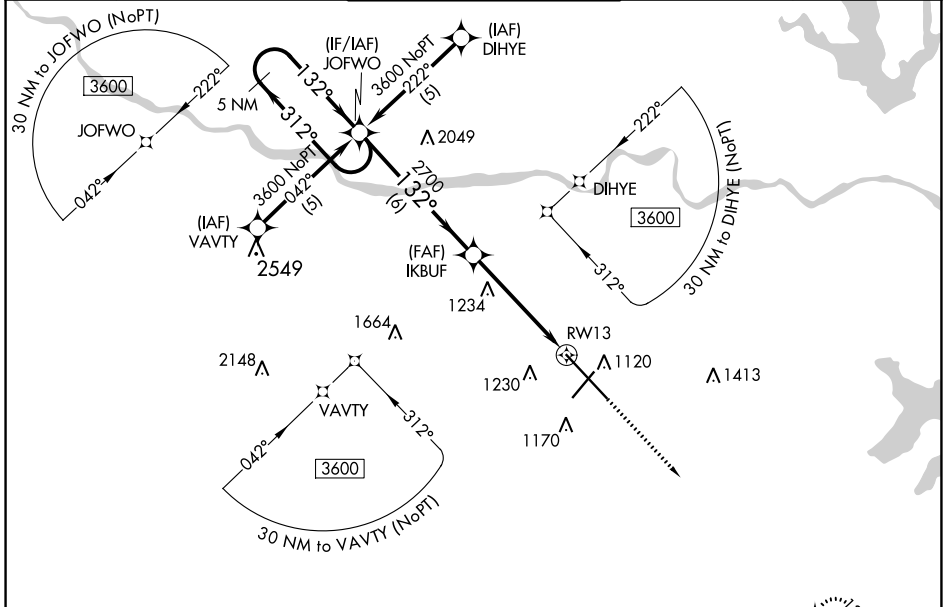 30 NM to JOFWO (NoPT)
3600
222°
JOFWO
042°
5 NM
132°
312°
(IF/IAF)
JOFWO
(IAF)
DIHYE
3600 NoPT
222°
(5)
2049
3600 NoPT
042°
(5)
(IAF)
VAVTY
2549
2700
132°
(6)
(FAF)
IKBUF
222°
DIHYE
3600
312°
30 NM to DIHYE (NoPT)
1234
1664
2148
RW13
1120
1230
1413
1170
VAVTY
042°
312°
3600
30 NM to VAVTY (NoPT)